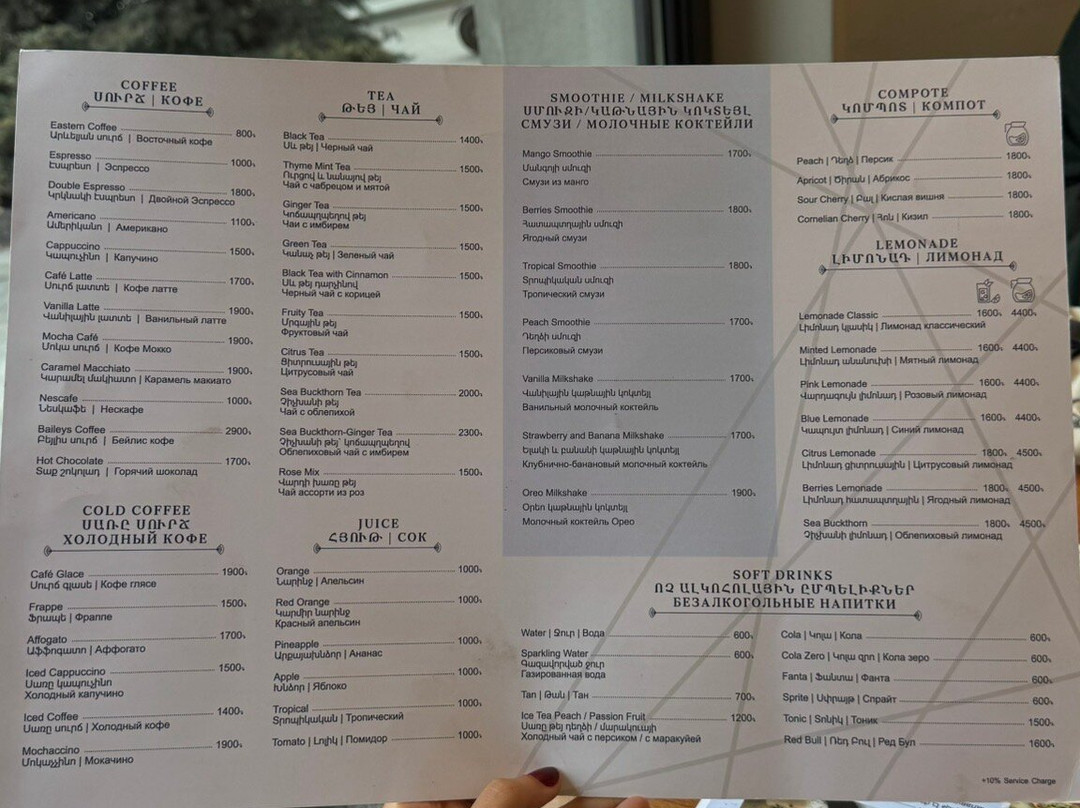 COFFEE
ՍՈՒՐՃ | КОФЕ
Eastern Coffee 800֏
Արևելյան սուրճ | Восточный кофе
Espresso 1000֏
Էսպրեսո | Эспрессо
Double Espresso 1800֏
Կրկնակի էսպրեսո | Двойной Эспрессо
Americano 1100֏
Ամերիկանո | Американо
Cappuccino 1500֏
Կապուչինո | Капучино
Café Latte 1700֏
Սուրճ լատտե | Кофе латте
Vanilla Latte 1900֏
Վանիլային լատտե | Ванильный латте
Mocha Café 1900֏
Մոկա սուրճ | Кофе Мокко
Caramel Macchiato 1900֏
Կարամել մակիատո | Карамель макиато
Nescafe 1000֏
Նեսկաֆե | Нескафе
Baileys Coffee 2900֏
Բեյլիս սուրճ | Бейлис кофе
Hot Chocolate 1700֏
Տաք շոկոլադ | Горячий шоколад
COLD COFFEE
ՍԱՌԸ ՍՈՒՐՃ
ХОЛОДНЫЙ КОФЕ
Café Glace 1900֏
Սուրճ գլասե | Кофе глясе
Frappe 1500֏
Ֆրապե | Фраппе
Affogato 1700֏
Աֆֆոգատո | Аффогато
Iced Cappuccino 1500֏
Սառը կապուչինո
Холодный капучино
Iced Coffee 1400֏
Սառը սուրճ | Холодный кофе
Mochaccino 1900֏
Մոկաչչինո | Мокачино
TEA
ԹԵՅ | ЧАЙ
Black Tea 1400֏
Սև թեյ | Черный чай
Thyme Mint Tea 1500֏
Ուրցով և նանայով թեյ
Чай с чабрецом и мятой
Ginger Tea 1500֏
Կոճապղպեղով թեյ
Чаи с имбирем
Green Tea 1500֏
Կանաչ թեյ | Зеленый чай
Black Tea with Cinnamon 1500֏
Սև թեյ դարչինով
Черный чай с корицей
Fruity Tea 1500֏
Մրգային թեյ
Фруктовый чай
Citrus Tea 1500֏
Ցիտրուսային թեյ
Цитрусовый чай
Sea Buckthorn Tea 2000֏
Չիչխանի թեյ
Чай с облепихой
Sea Buckthorn-Ginger Tea 2300֏
Չիչխանի թեյ՝ կոճապղպեղով
Облепиховый чай с имбирем
Rose Mix 1500֏
Վարդի խառը թեյ
Чай ассорти из роз
JUICE
ՀՅՈՒԹ | СОК
Orange 1000֏
Նարինջ | Апельсин
Red Orange 1000֏
Կարմիր նարինջ
Красный апельсин
Pineapple 1000֏
Արքայախնձոր | Ананас
Apple 1000֏
Խնձոր | Яблоко
Tropical 1000֏
Տրոպիկական | Тропический
Tomato | Լոլիկ | Помидор 1000֏
SMOOTHIE / MILKSHAKE
ՍՄՈՒԶԻ/ԿԱԹՆԱՅԻՆ ԿՈԿՏԵՅԼ
СМУЗИ / МОЛОЧНЫЕ КОКТЕЙЛИ
Mango Smoothie 1700֏
Մանգոյի սմուզի
Смузи из манго
Berries Smoothie 1800֏
Հատապտղային սմուզի
Ягодный смузи
Tropical Smoothie 1800֏
Տրոպիկական սմուզի
Тропический смузи
Peach Smoothie 1700֏
Դեղձի սմուզի
Персиковый смузи
Vanilla Milkshake 1700֏
Վանիլային կաթնային կոկտեյլ
Ванильный молочный коктейль
Strawberry and Banana Milkshake 1700֏
Ելակի և բանանի կաթնային կոկտեյլ
Клубнично-банановый молочный коктейль
Oreo Milkshake 1900֏
Օրեո կաթնային կոկտեյլ
Молочный коктейль Орео
COMPOTE
ԿՈՄՊՈՏ | КОМПОТ
Peach | Դեղձ | Персик 1800֏
Apricot | Ծիրան | Абрикос 1800֏
Sour Cherry | Բալ | Кислая вишня 1800֏
Cornelian Cherry | Հոն | Кизил 1800֏
LEMONADE
ԼԻՄՈՆԱԴ | ЛИМОНАД
Lemonade Classic 1600֏ 4400֏
Լիմոնադ կլասիկ | Лимонад классический
Minted Lemonade 1600֏ 4400֏
Լիմոնադ անանուխի | Мятный лимонад
Pink Lemonade 1600֏ 4400֏
Վարդագույն լիմոնադ | Розовый лимонад
Blue Lemonade 1600֏ 4400֏
Կապույտ լիմոնադ | Синий лимонад
Citrus Lemonade 1800֏ 4500֏
Լիմոնադ ցիտրուսային | Цитрусовый лимонад
Berries Lemonade 1800֏ 4500֏
Լիմոնադ հատապտղային | Ягодный лимонад
Sea Buckthorn 1800֏ 4500֏
Չիչխանի լիմոնադ | Облепиховый лимонад
SOFT DRINKS
ՈՉ ԱԼԿՈՀՈԼԱՅԻՆ ԸՄՊԵԼԻՔՆԵՐ
БЕЗАЛКОГОЛЬНЫЕ НАПИТКИ
Water | Ջուր | Вода 600֏
Sparkling Water 600֏
Գազավորված ջուր
Газированная вода
Tan | Թան | Тан 700֏
Ice Tea Peach / Passion Fruit 1200֏
Սառը թեյ դեղձի / մարակույայի
Холодный чай с персиком / с маракуйей
Cola | Կոլա | Кола 600֏
Cola Zero | Կոլա զրո | Кола зеро 600֏
Fanta | Ֆանտա | Фанта 600֏
Sprite | Սփրայթ | Спрайт 600֏
Tonic | Տոնիկ | Тоник 1500֏
Red Bull | Ռեդ Բուլ | Ред Бул 1600֏
+10% Service Charge